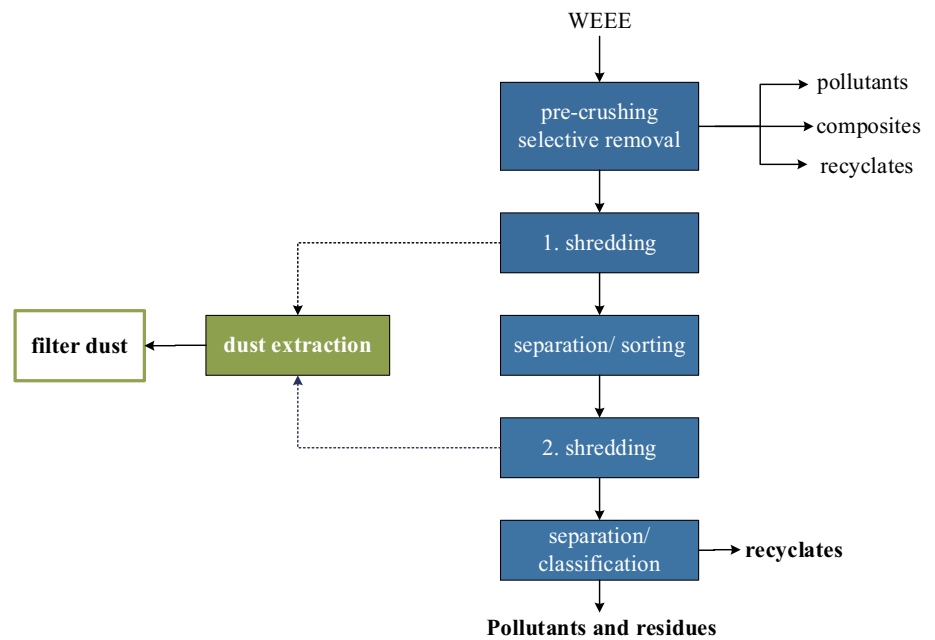 WEEE
pre-crushing
selective removal
pollutants
composites
recyclates
1. shredding
filter dust
dust extraction
separation/ sorting
2. shredding
separation/
classification
recyclates
Pollutants and residues